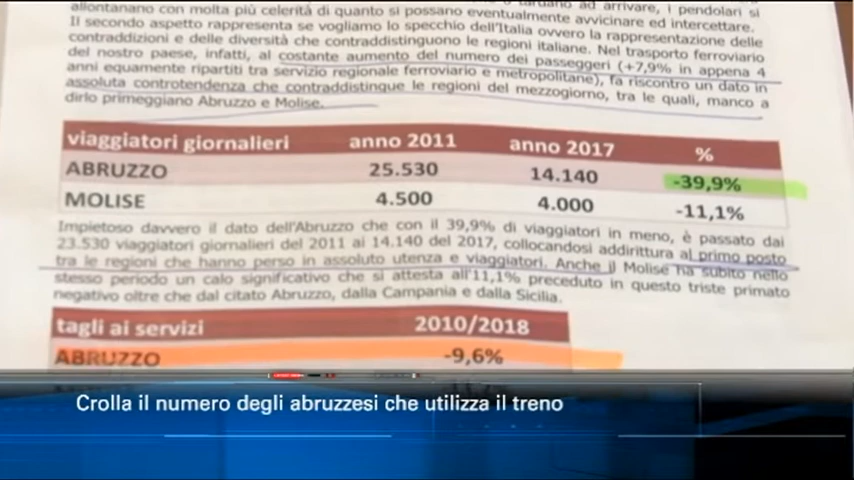 allontanano con molta più celerità di quanto si possano eventualmente avvicinare ed intercettare.
Il secondo aspetto rappresenta se vogliamo lo specchio dell'Italia ovvero la rappresentazione delle
contraddizioni e delle diversità che contraddistinguono le regioni italiane. Nel trasporto ferroviario
del nostro paese, infatti, al costante aumento del numero dei passeggeri (+7,9% in appena 4
anni equamente ripartiti tra servizio regionale ferroviario e metropolitane), fa riscontro un dato in
assoluta controtendenza che contraddistingue le regioni del mezzogiorno, tra le quali, manco a
dirlo primeggiano Abruzzo e Molise.
viaggiatori giornalieri anno 2011 anno 2017 %
ABRUZZO 25.530 14.140 -39,9%
MOLISE 4.500 4.000 -11,1%
Impietoso davvero il dato dell'Abruzzo che con il 39,9% di viaggiatori in meno, è passato dai
23.530 viaggiatori giornalieri del 2011 ai 14.140 del 2017, collocandosi addirittura al primo posto
tra le regioni che hanno perso in assoluto utenza e viaggiatori. Anche il Molise ha subito nello
stesso periodo un calo significativo che si attesta all'11,1% preceduto in questo triste primato
negativo oltre che dal citato Abruzzo, dalla Campania e dalla Sicilia.
tagli ai servizi 2010/2018
ABRUZZO -9,6%
Crolla il numero degli abruzzesi che utilizza il treno